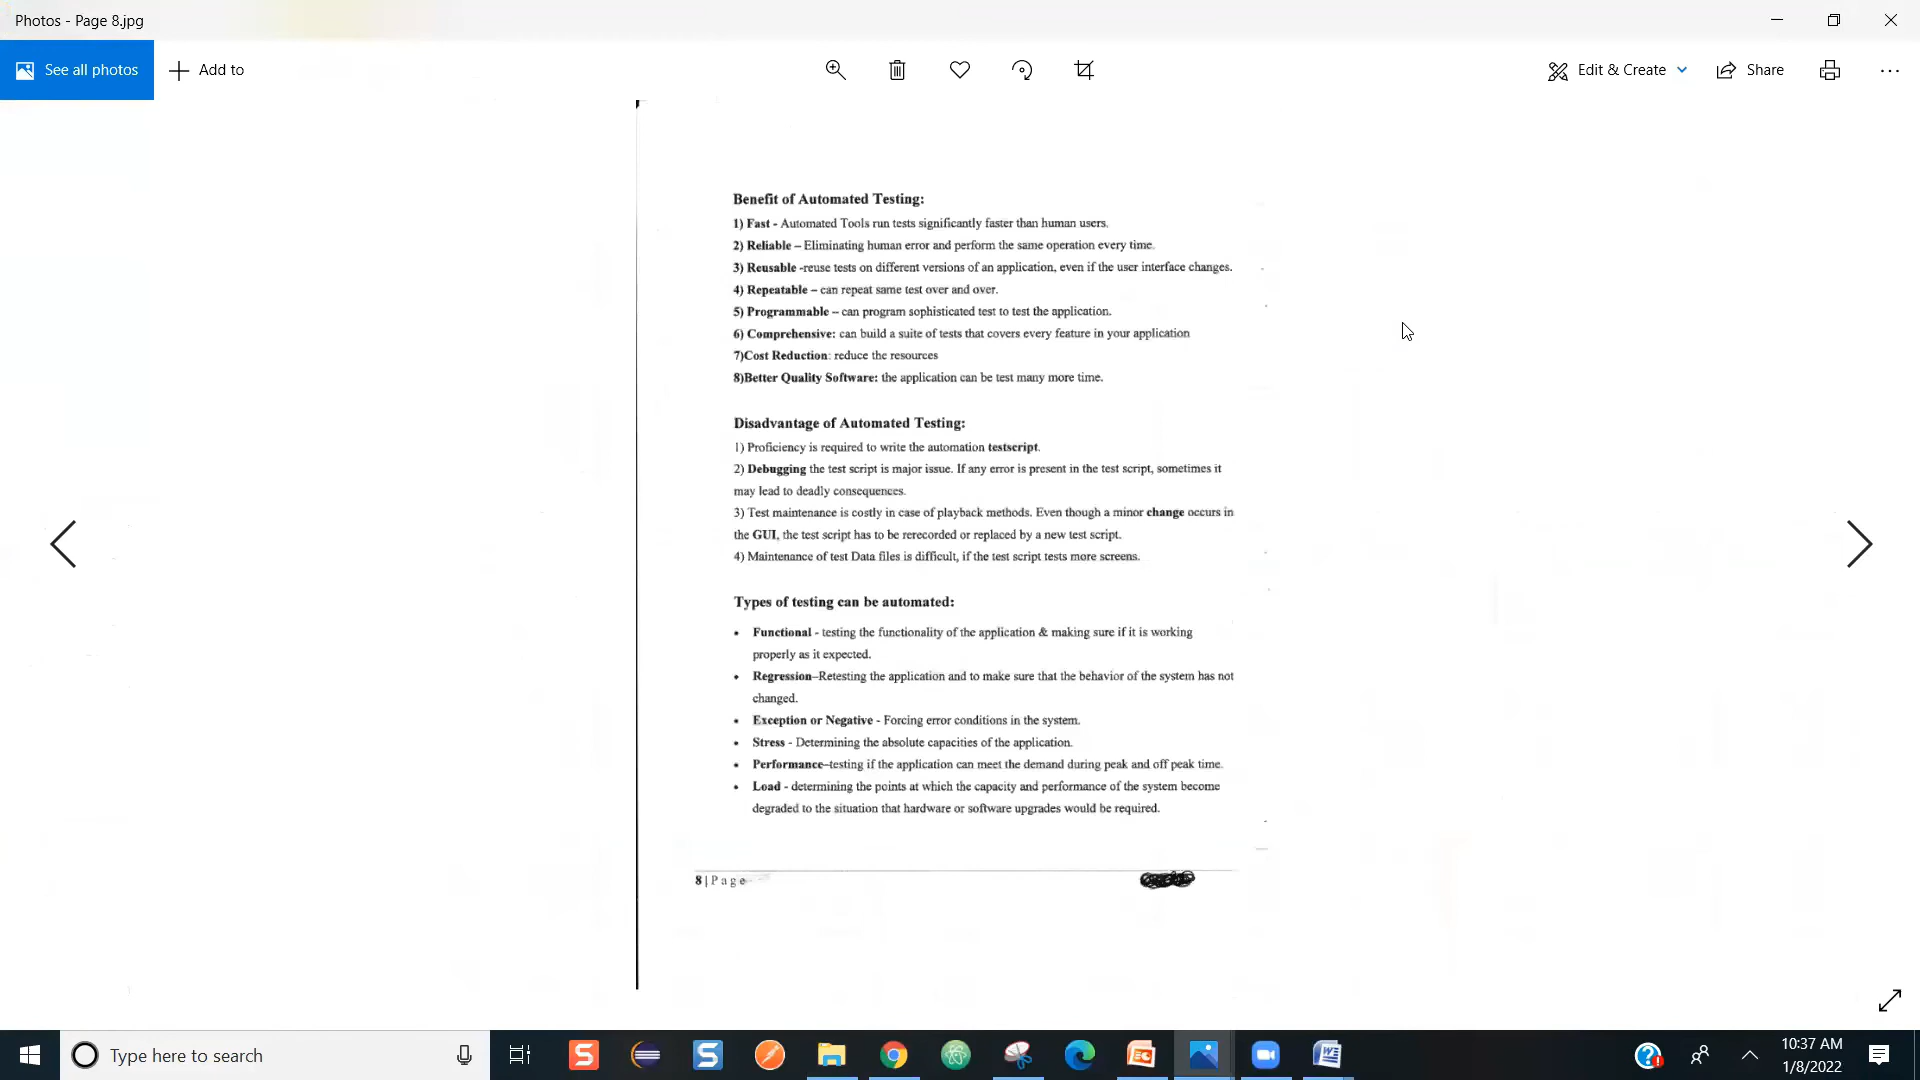 Photos - Page 8.jpg
See all photos
Add to
Edit & Create
Share
Benefit of Automated Testing:
1) Fast - Automated Tools run tests significantly faster than human users.
2) Reliable – Eliminating human error and perform the same operation every time.
3) Reusable -reuse tests on different versions of an application, even if the user interface changes.
4) Repeatable – can repeat same test over and over.
5) Programmable – can program sophisticated test to test the application.
6) Comprehensive: can build a suite of tests that covers every feature in your application
7)Cost Reduction: reduce the resources
8)Better Quality Software: the application can be test many more time.
Disadvantage of Automated Testing:
1) Proficiency is required to write the automation testscript.
2) Debugging the test script is major issue. If any error is present in the test script, sometimes it
may lead to deadly consequences.
3) Test maintenance is costly in case of playback methods. Even though a minor change occurs in
the GUI, the test script has to be rerecorded or replaced by a new test script.
4) Maintenance of test Data files is difficult, if the test script tests more screens.
Types of testing can be automated:
• Functional - testing the functionality of the application & making sure if it is working
properly as it expected.
• Regression–Retesting the application and to make sure that the behavior of the system has not
changed.
• Exception or Negative - Forcing error conditions in the system.
• Stress - Determining the absolute capacities of the application.
• Performance–testing if the application can meet the demand during peak and off peak time.
• Load - determining the points at which the capacity and performance of the system become
degraded to the situation that hardware or software upgrades would be required.
8 | P a g e
Type here to search
10:37 AM
1/8/2022